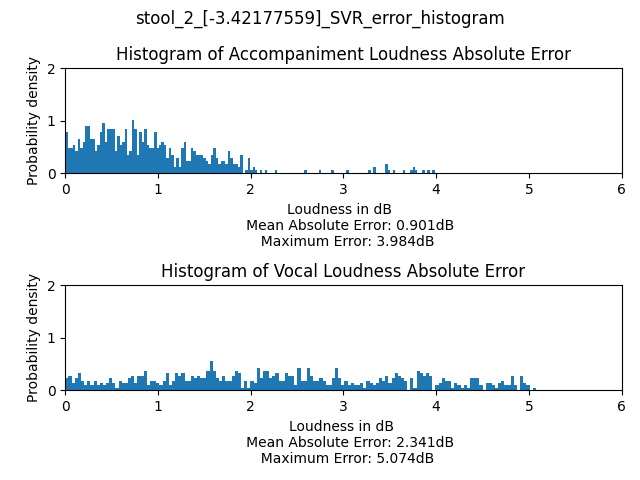 stool_2_[-3.42177559]_SVR_error_histogram
Histogram of Accompaniment Loudness Absolute Error
Probability density
2
1
0
0 1 2 3 4 5 6
Loudness in dB
Mean Absolute Error: 0.901dB
Maximum Error: 3.984dB
Histogram of Vocal Loudness Absolute Error
Probability density
2
1
0
0 1 2 3 4 5 6
Loudness in dB
Mean Absolute Error: 2.341dB
Maximum Error: 5.074dB